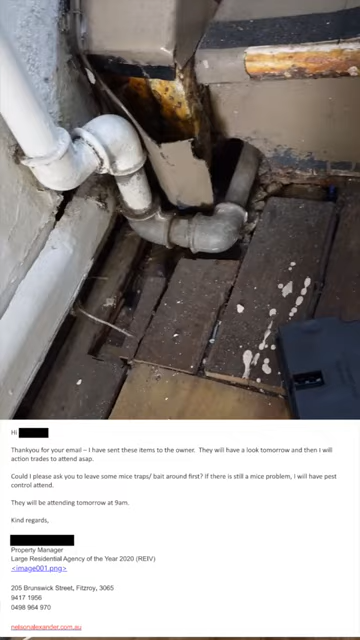 Hi
Thankyou for your email – I have sent these items to the owner. They will have a look tomorrow and then I will
action trades to attend asap.
Could I please ask you to leave some mice traps/ bait around first? If there is still a mice problem, i will have pest
control attend.
They will be attending tomorrow at 9am.
Kind regards,
Property Manager
Large Residential Agency of the Year 2020 (REIV)
<image001.png>
205 Brunswick Street, Fitzroy, 3065
9417 1956
0498 964 970
nelsonalexander.com.au